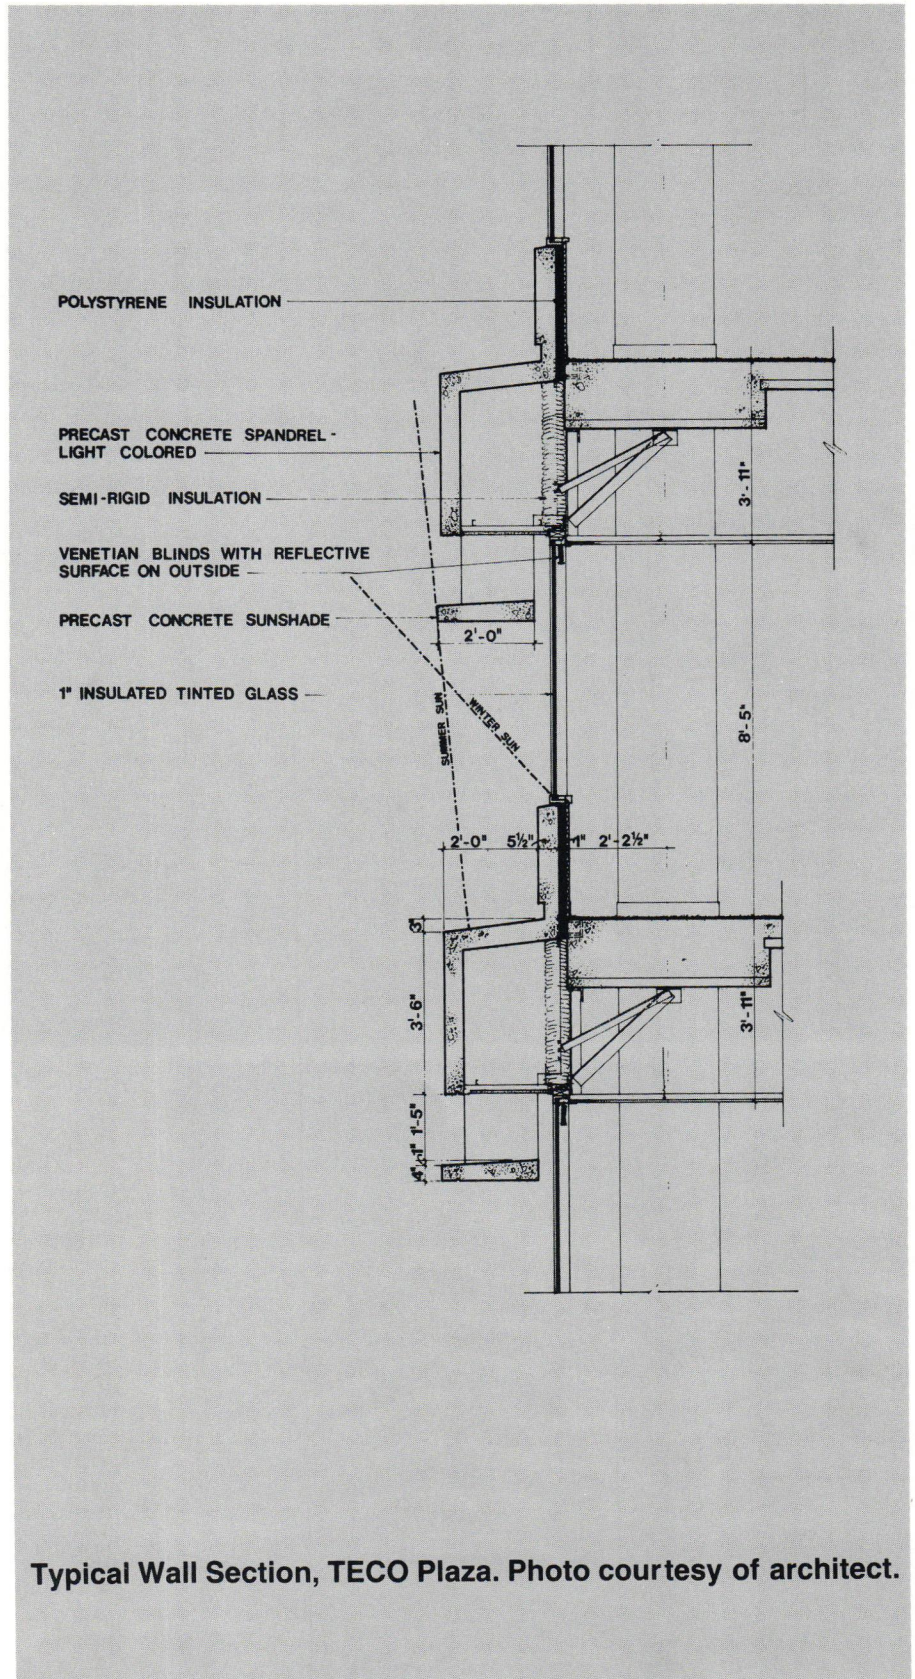 POLYSTYRENE INSULATION
PRECAST CONCRETE SPANDREL -
LIGHT COLORED
SEMI-RIGID INSULATION
VENETIAN BLINDS WITH REFLECTIVE
SURFACE ON OUTSIDE
PRECAST CONCRETE SUNSHADE
2'-0"
1" INSULATED TINTED GLASS
SUMMER SUN
WINTER SUN
3'-11"
8'-5"
2'-0" 5½" 1" 2'-2½"
3"
3'-6"
3'-11"
1'-5"
1"
4"
Typical Wall Section, TECO Plaza. Photo courtesy of architect.